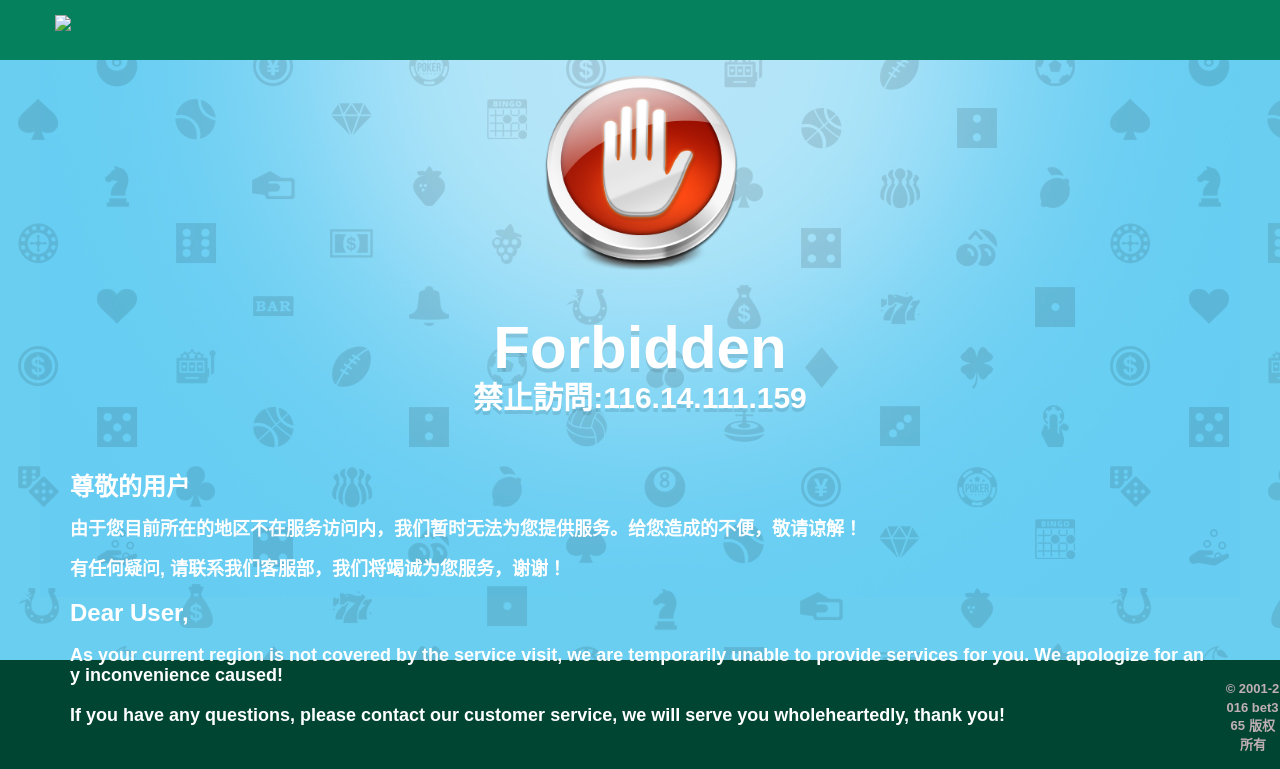 Forbidden
禁止訪問:116.14.111.159
尊敬的用户
由于您目前所在的地区不在服务访问内，我们暂时无法为您提供服务。给您造成的不便，敬请谅解！
有任何疑问, 请联系我们客服部，我们将竭诚为您服务，谢谢！
Dear User,
As your current region is not covered by the service visit, we are temporarily unable to provide services for you. We apologize for an
y inconvenience caused!
If you have any questions, please contact our customer service, we will serve you wholeheartedly, thank you!
© 2001-2
016 bet3
65 版权
所有